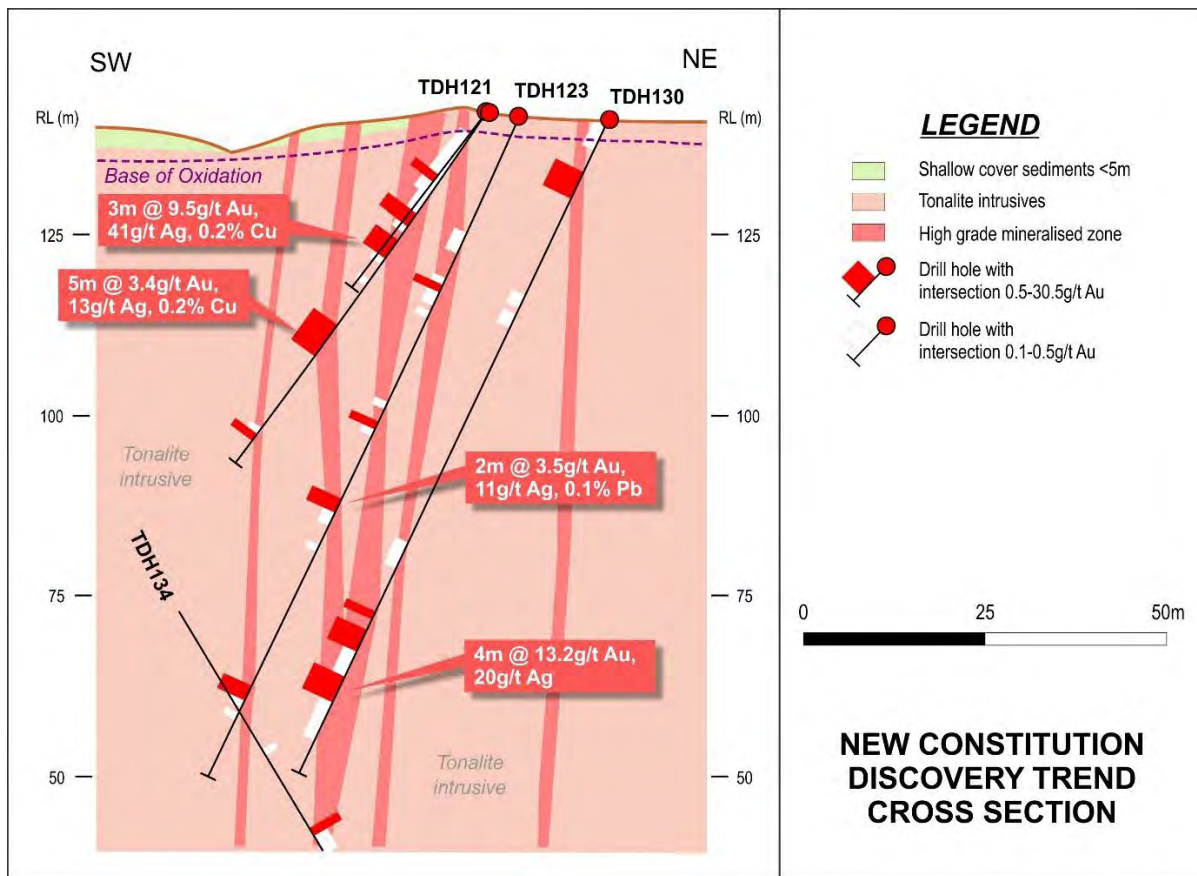 SW
NE
TDH121
TDH123
TDH130
RL (m)
RL (m)
Base of Oxidation
3m @ 9.5g/t Au,
41g/t Ag, 0.2% Cu
125
125
5m @ 3.4g/t Au,
13g/t Ag, 0.2% Cu
100
100
Tonalite
intrusive
2m @ 3.5g/t Au,
11g/t Ag, 0.1% Pb
TDH134
75
75
4m @ 13.2g/t Au,
20g/t Ag
50
50
Tonalite
intrusive
LEGEND
Shallow cover sediments <5m
Tonalite intrusives
High grade mineralised zone
Drill hole with
intersection 0.5-30.5g/t Au
Drill hole with
intersection 0.1-0.5g/t Au
0
25
50m
NEW CONSTITUTION
DISCOVERY TREND
CROSS SECTION